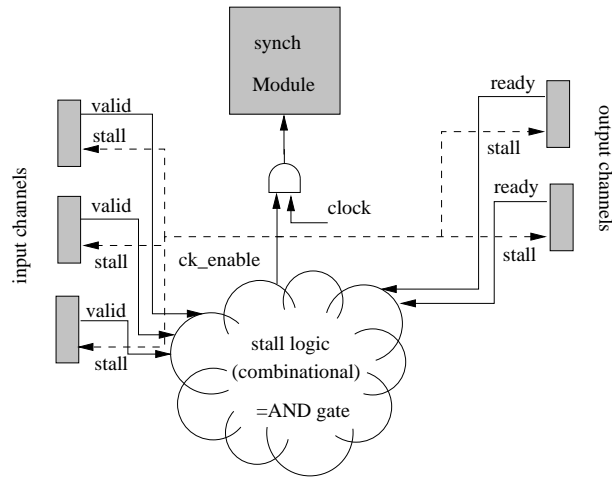 synch
Module
input channels
valid
stall
valid
stall
valid
stall
ready
stall
ready
stall
output channels
clock
ck_enable
stall logic
(combinational)
=AND gate